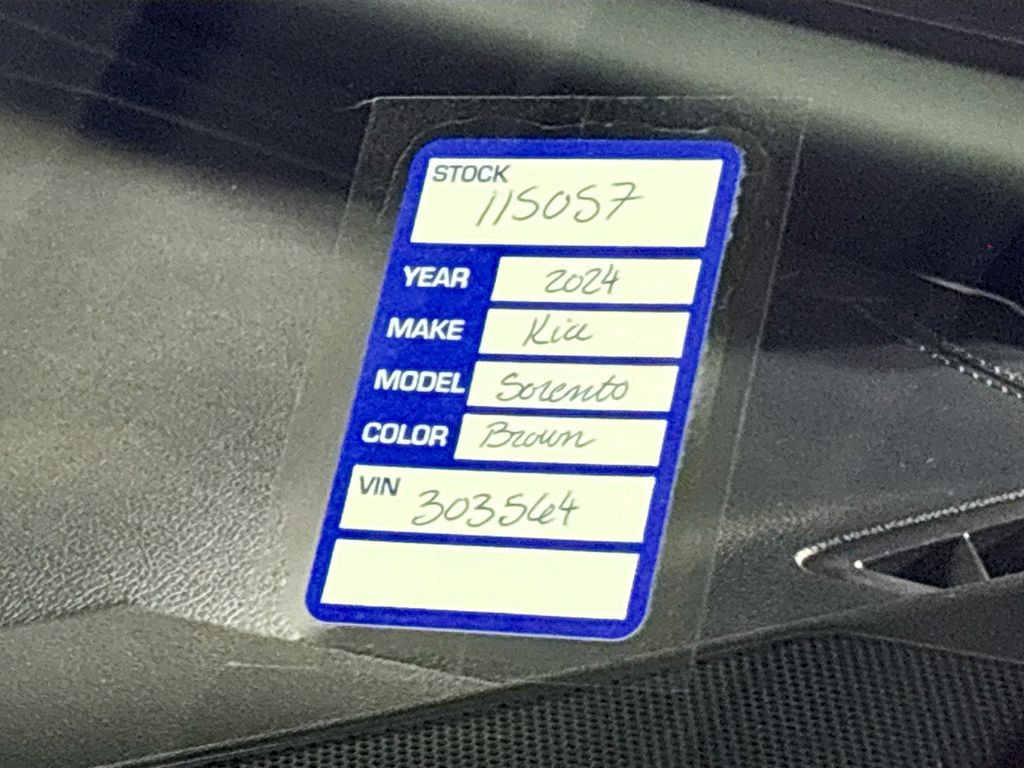 STOCK
115057
YEAR 2024
MAKE Kia
MODEL Sorento
COLOR Brown
VIN
303564